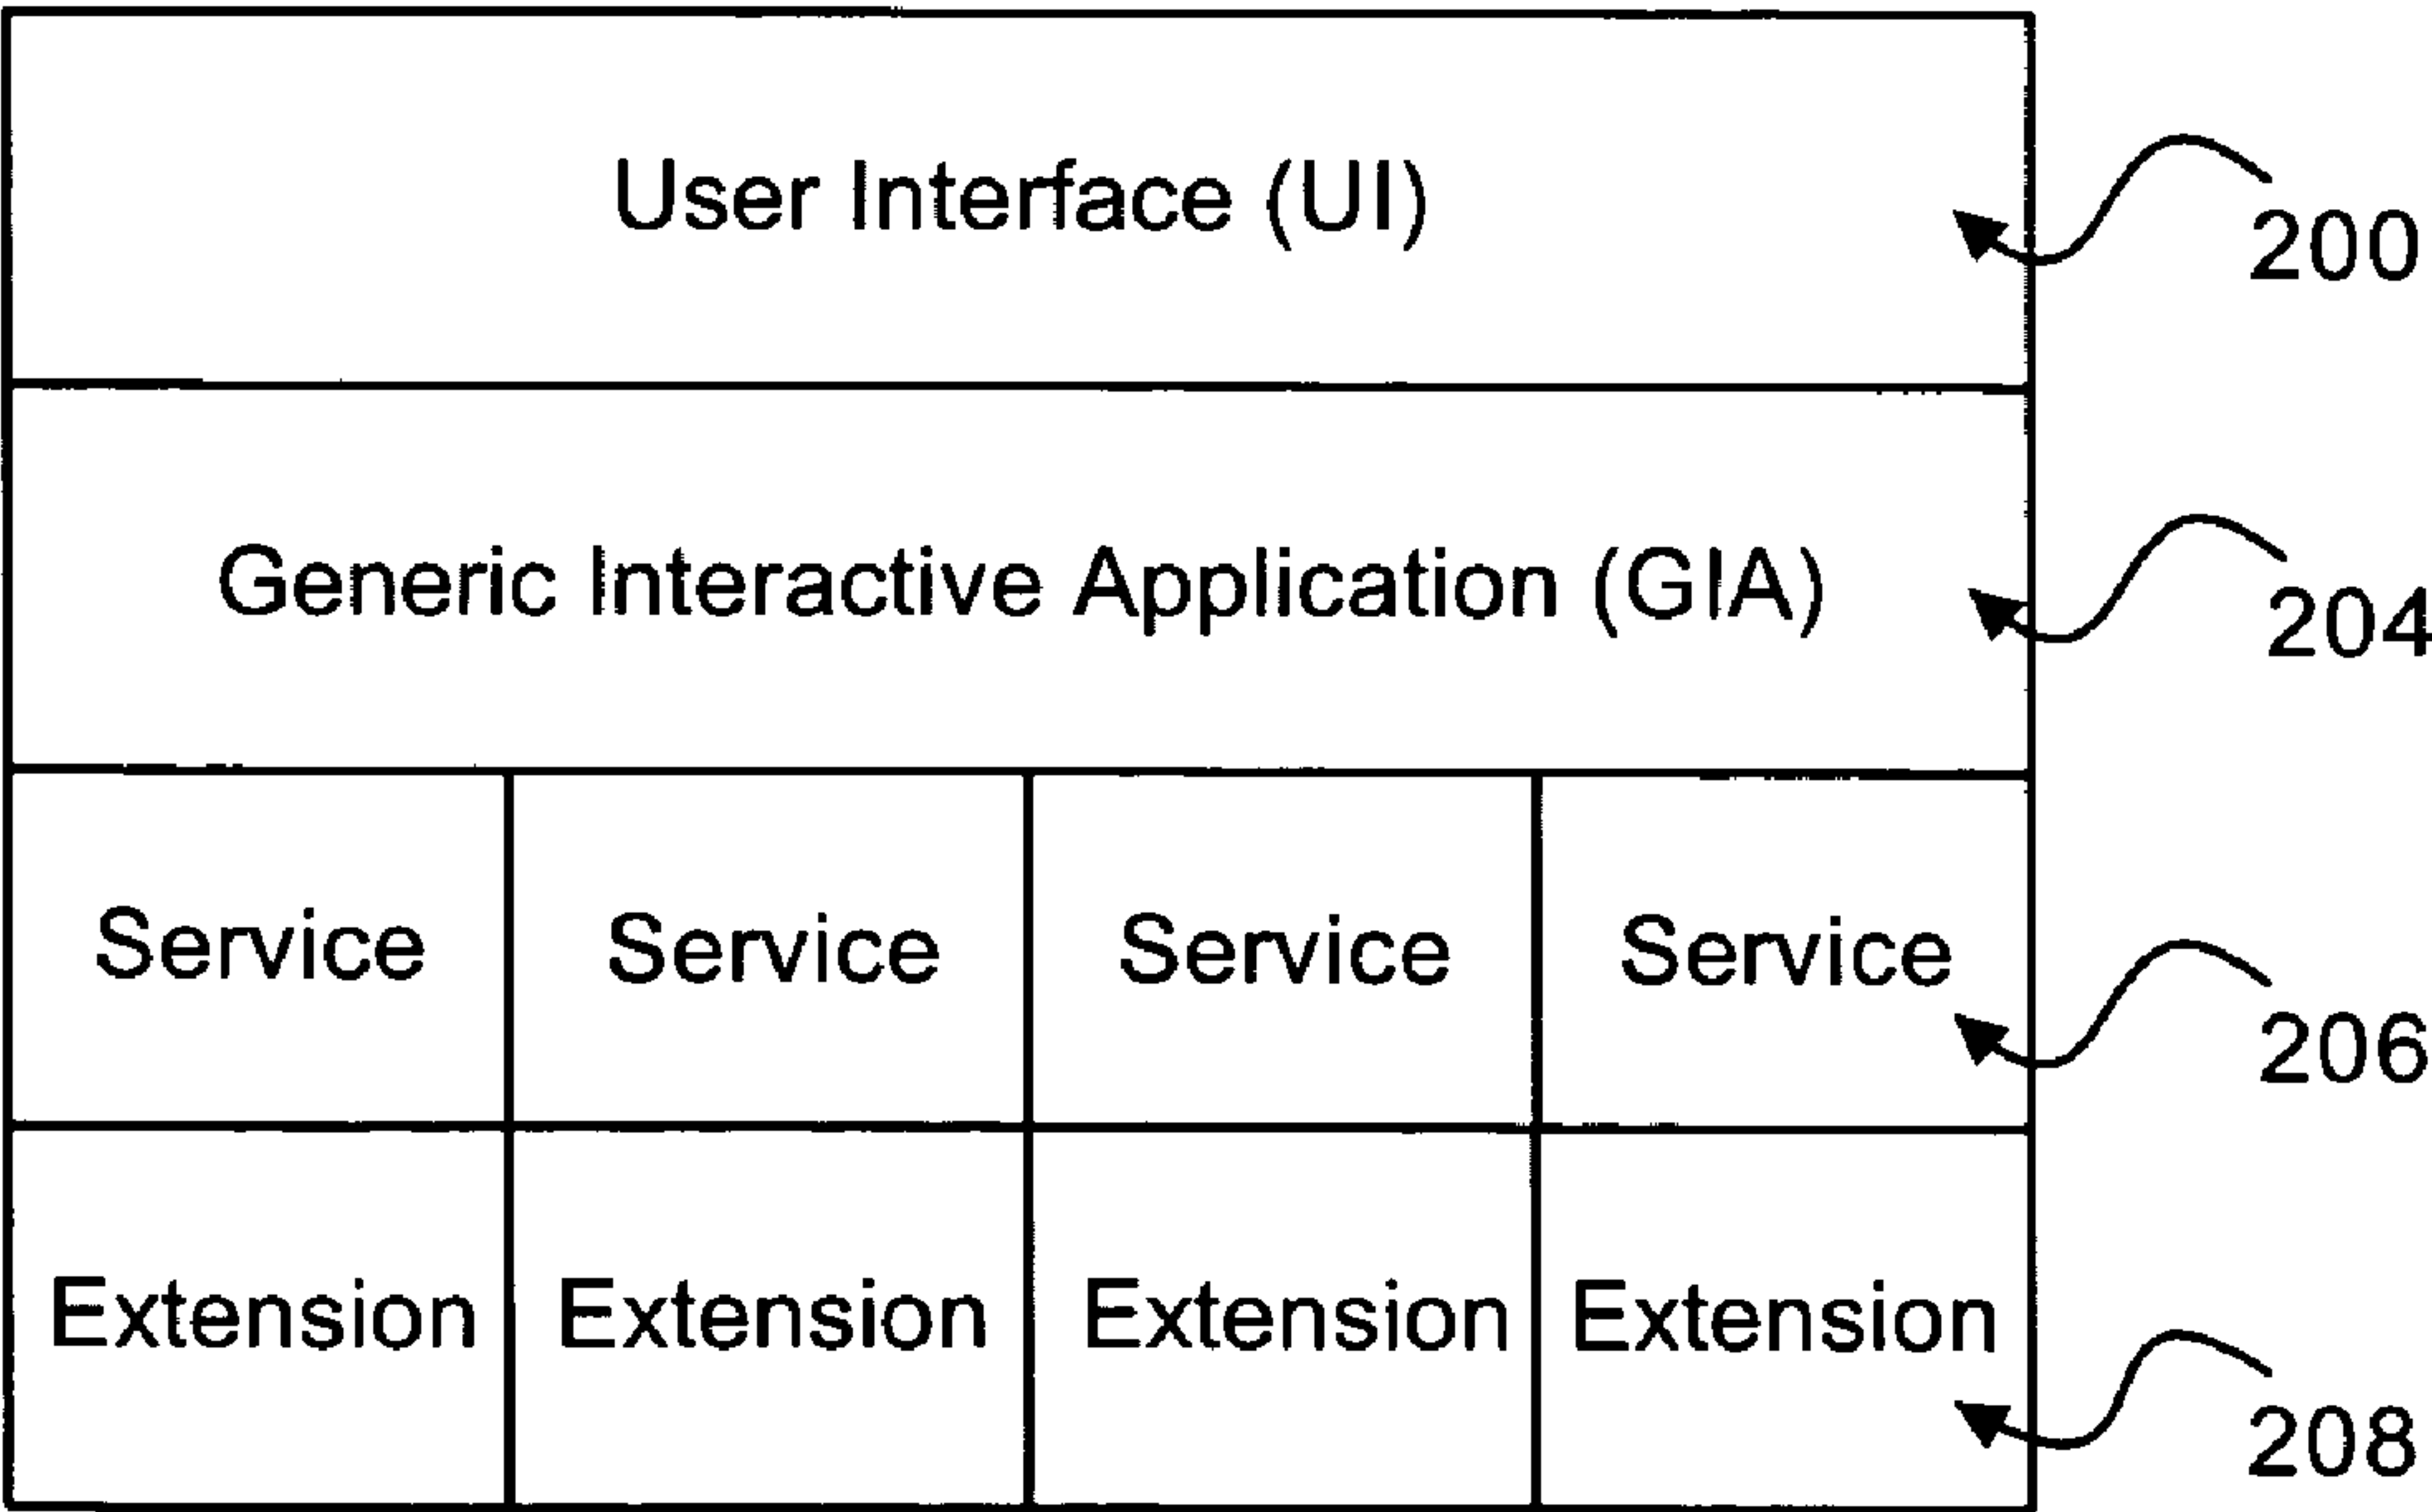 User Interface (UI)
200
Generic Interactive Application (GIA)
204
Service Service Service Service
206
Extension Extension Extension Extension
208